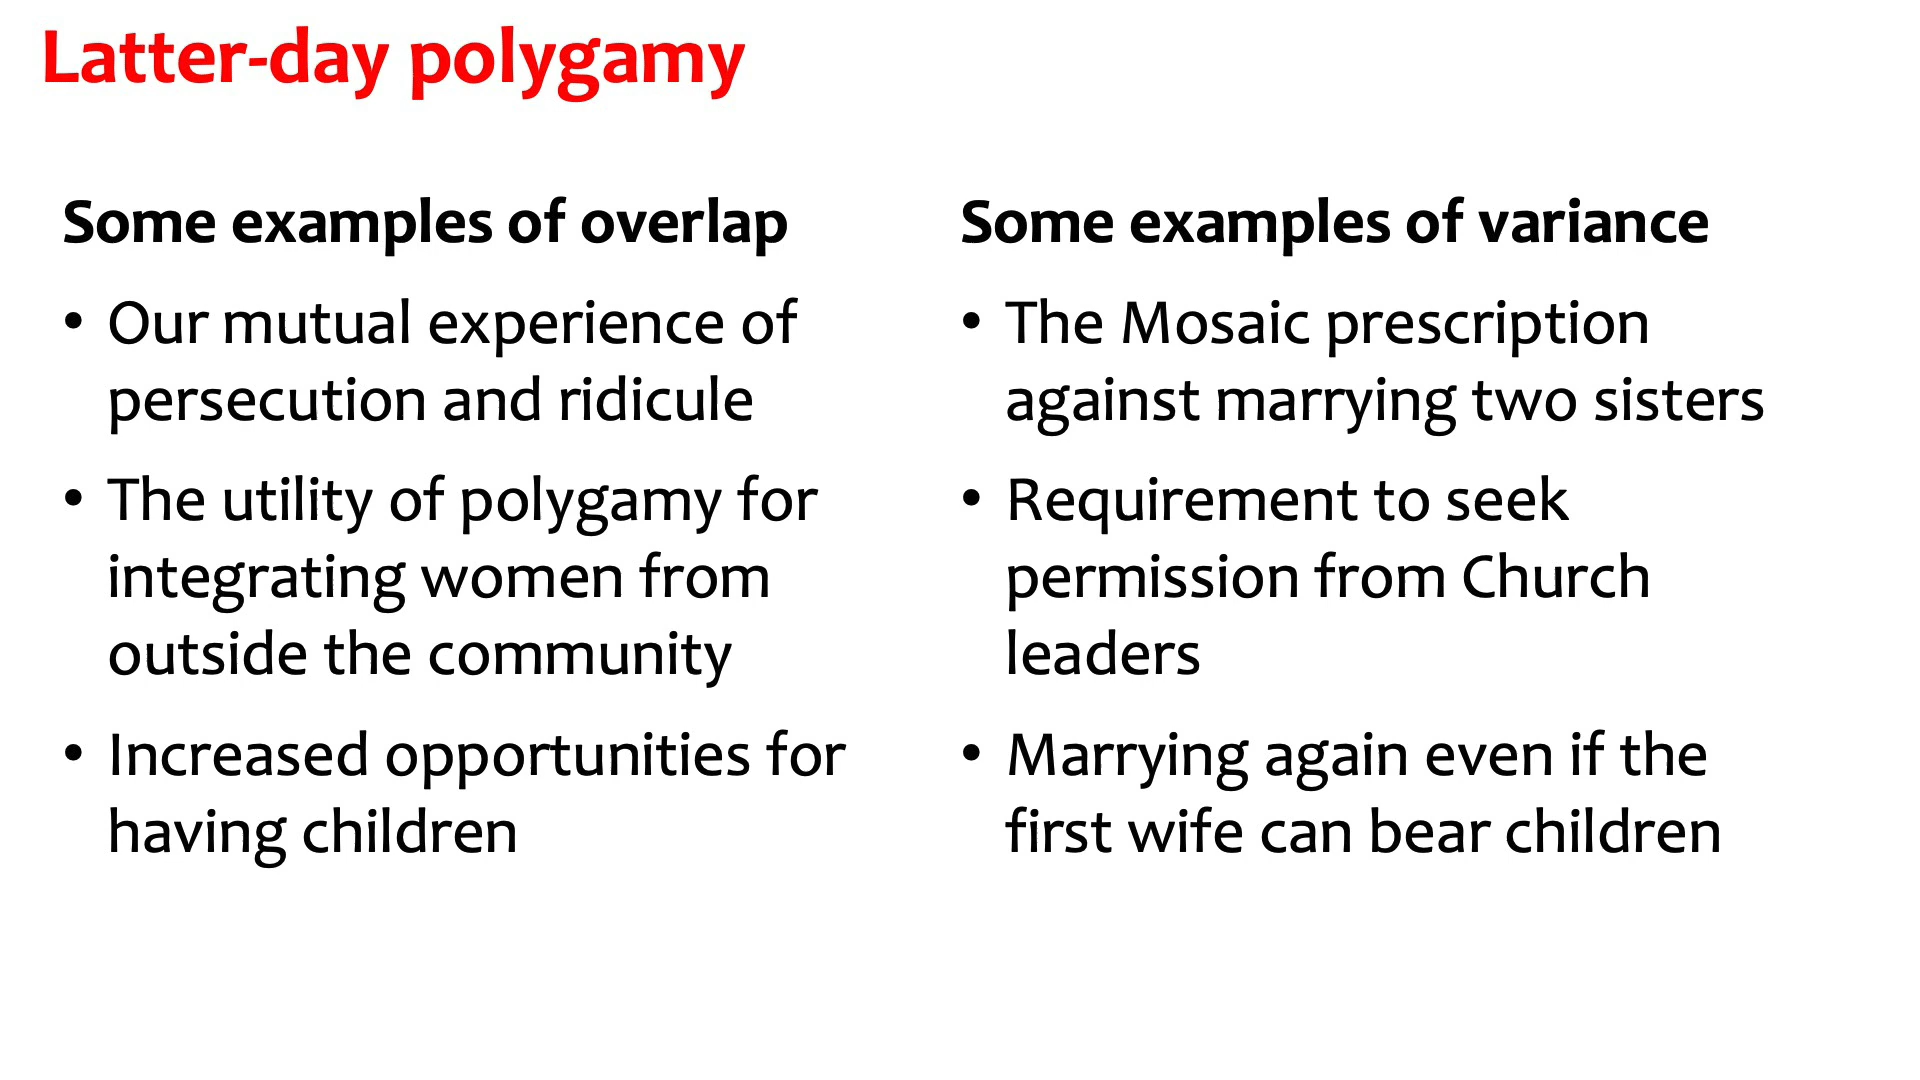 Latter-day polygamy
Some examples of overlap
• Our mutual experience of
persecution and ridicule
• The utility of polygamy for
integrating women from
outside the community
• Increased opportunities for
having children
Some examples of variance
• The Mosaic prescription
against marrying two sisters
• Requirement to seek
permission from Church
leaders
• Marrying again even if the
first wife can bear children